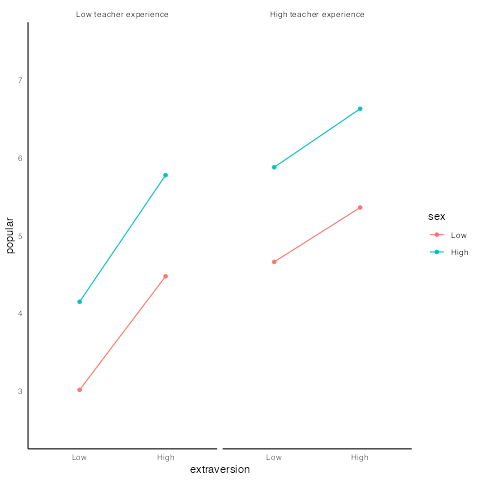 Low teacher experience
High teacher experience
7
6
5
4
3
popular
Low
High
Low
High
extraversion
sex
Low
High